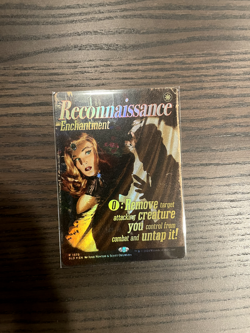 Reconnaissance
Enchantment
0: Remove target
attacking creature
you control from
combat and untap it!